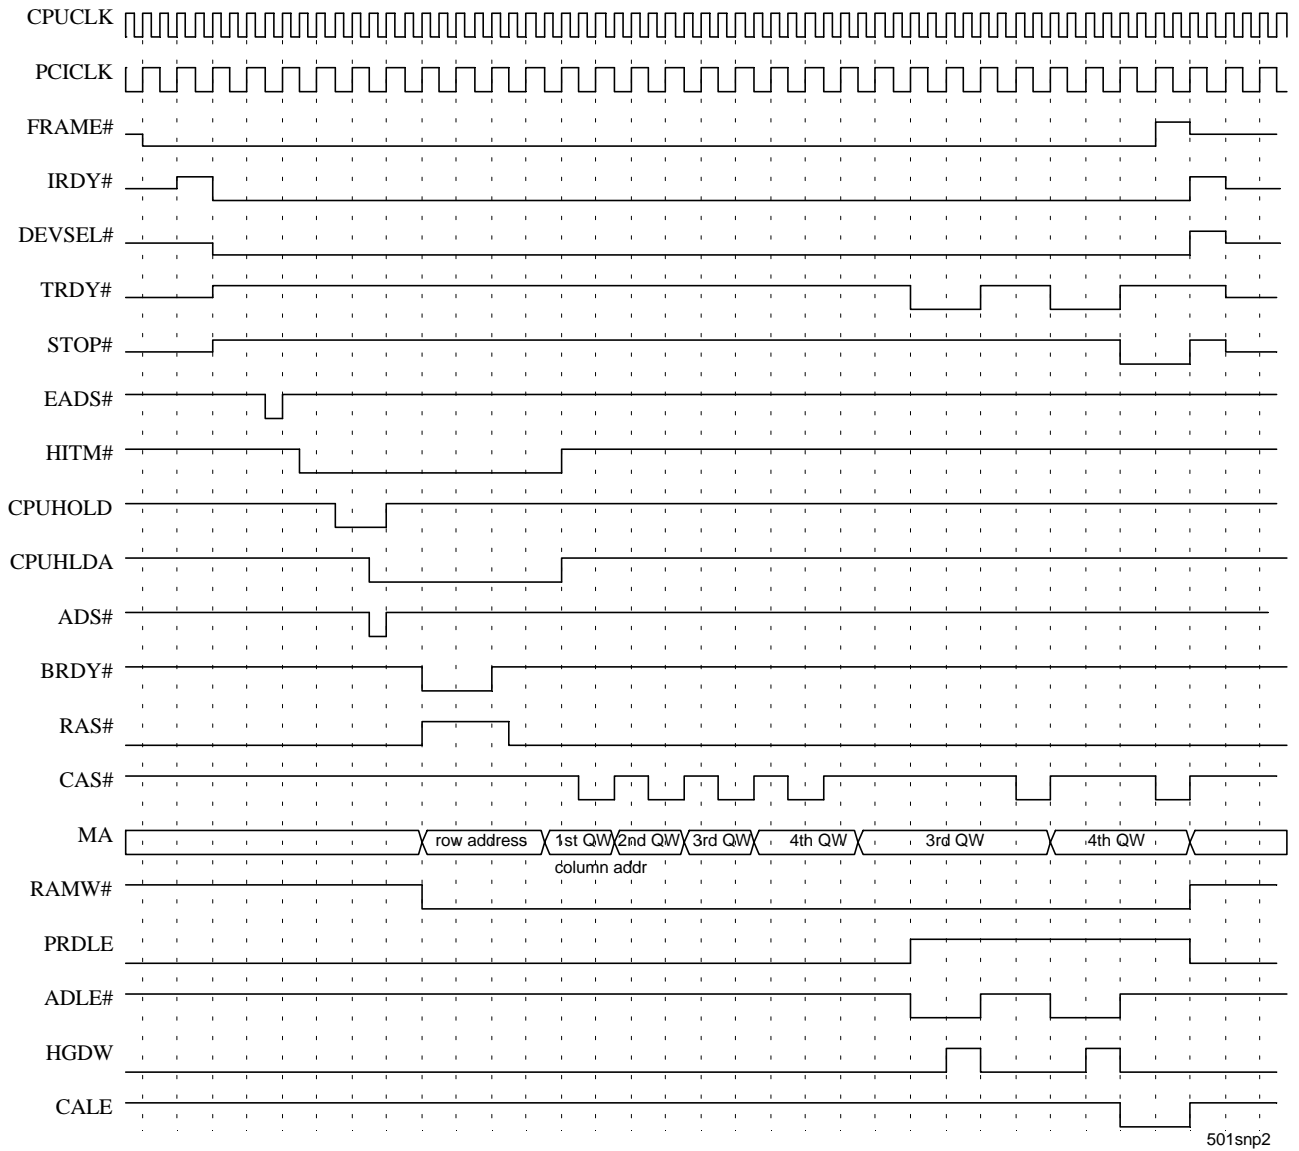 CPUCLK
PCICLK
FRAME#
IRDY#
DEVSEL#
TRDY#
STOP#
EADS#
HITM#
CPUHOLD
CPUHLDA
ADS#
BRDY#
RAS#
CAS#
MA row address 1st QW 2nd QW 3rd QW 4th QW 3rd QW 4th QW
column addr
RAMW#
PRDLE
ADLE#
HGDW
CALE
501snp2